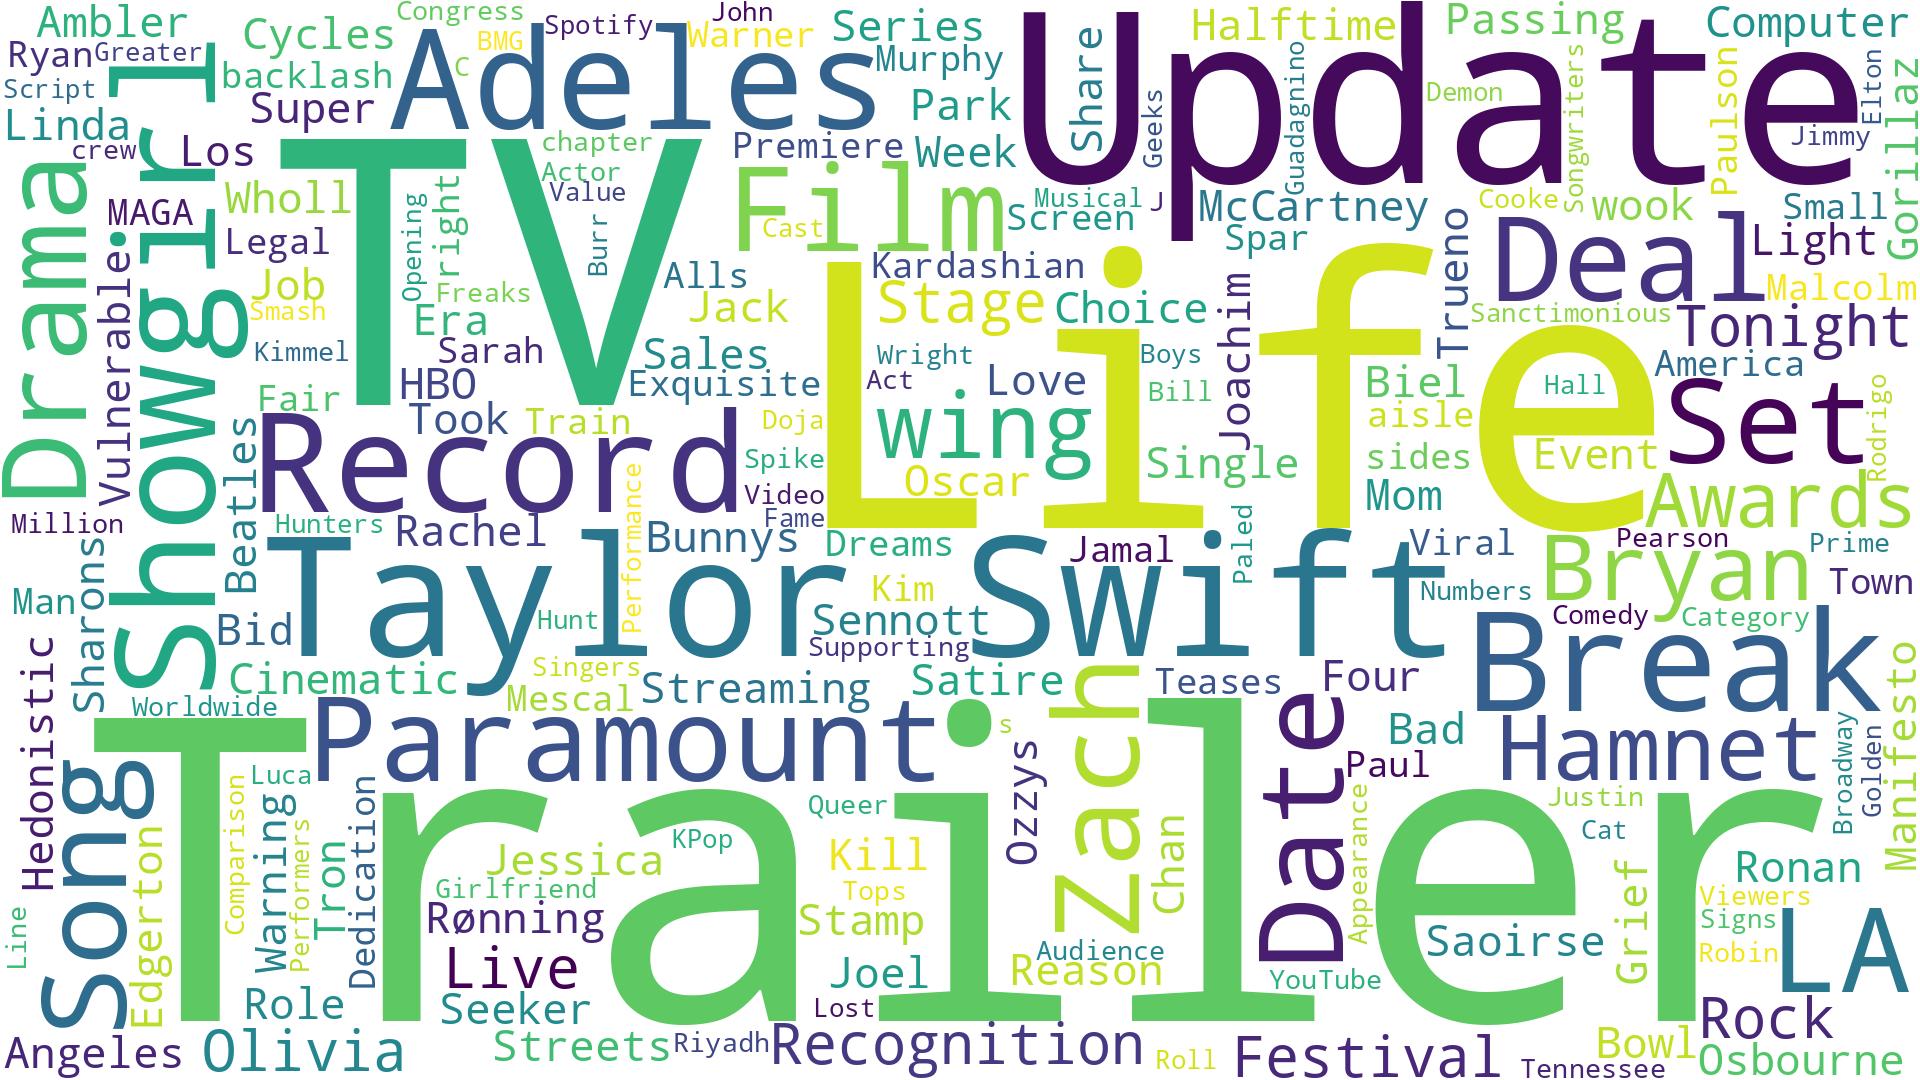 Ambler
Cycles
Congress
Spotify
John
Series
Halftime
Passing
Computer
Ryan
Greater
BMG
Warner
Murphy
Adeles
Update
Share
Script
backlash
C
Super
Park
Geeks
Guadagnino
Demon
Songwriters
Paulson
Elton
Gorillaz
Linda
crew
Los
Showgirl
TV
chapter
Premiere
Week
Jimmy
Drama
Wholl
Actor
Film
Musical
J
McCartney
Cooke
wook
Small
MAGA
Value
Cast
Screen
Spar
Deal
Light
Vulnerable
Legal
Opening
Fright
Burr
Alls
Kardashian
Life
Trueno
Job
Freaks
Jack
Stage
Choice
Joachim
Malcolm
Smash
Era
Sanctimonious
Tonight
Kimmel
Sarah
Sales
Wright
Boys
America
Fair
HBO
Exquisite
Act
Love
Bill
Biel
Hall
Set
Rodrigo
Took
Train
Doja
wing
aisle
Beatles
Record
Spike
Single
sides
Event
Performance
Video
Oscar
Mom
Awards
Million
Hunters
Rachel
Fame
Paled
Sharons
Bunnys
Dreams
Jamal
Viral
Pearson
Prime
Taylor
Swift
Bryan
Man
Kim
Numbers
Town
Bid
Hunt
Sennott
Comedy
Category
Hedonistic
Supporting
Break
Cinematic
Singers
Streaming
Satire
Teases
Four
Manifesto
Worldwide
Mescal
Zach
Date
Song
Paramount
s
Bad
Hamnet
Broadway
Golden
Trailer
Luca
Ozzys
Paul
Comparison
Warning
Dedication
Queer
Chan
Appearance
Justin
Edgerton
Performers
Tron
KPop
Cat
Jessica
Kill
Grief
Ronan
Girlfriend
Tops
Viewers
Line
Rønning
Stamp
Signs
LA
Live
Audience
Saoirse
Robin
Joel
Reason
YouTube
Role
Seeker
Lost
Rock
Angeles
Olivia
Streets
Riyadh
Recognition
Roll
Festival
Bowl
Tennessee
Osbourne